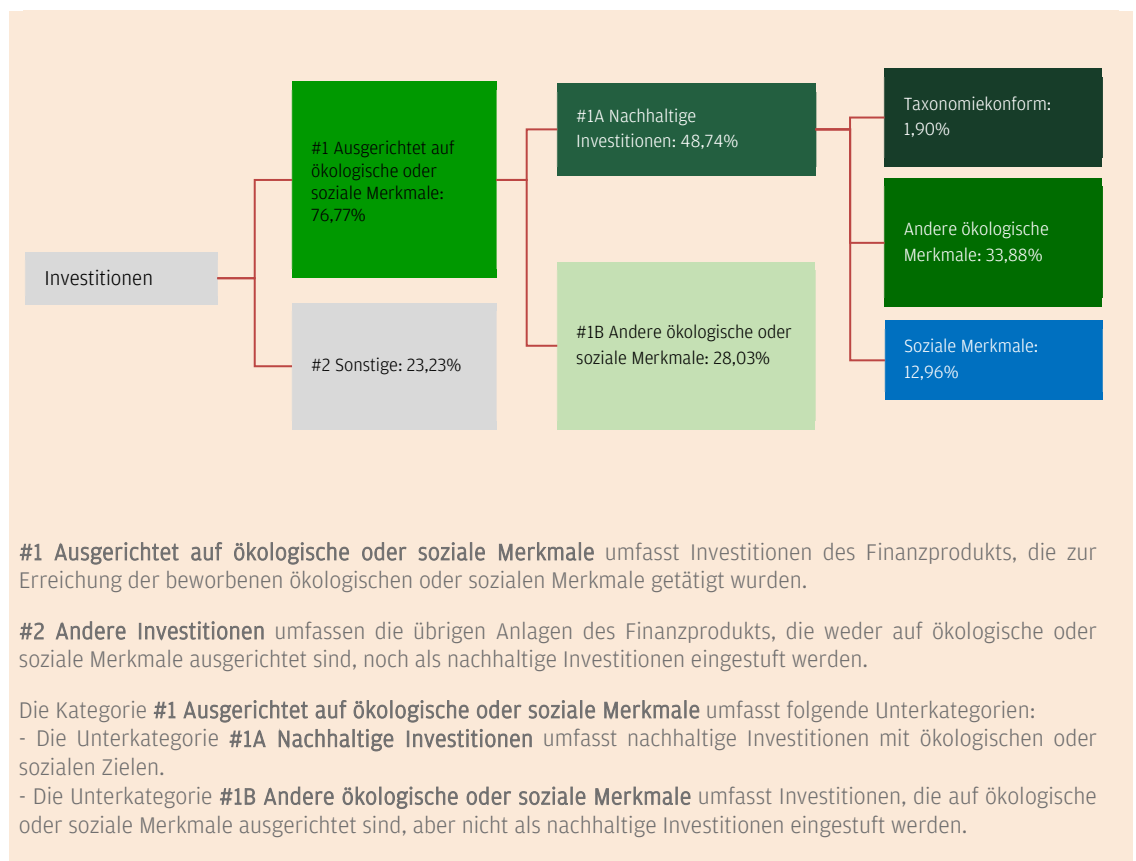 Investitionen
#1 Ausgerichtet auf
ökologische oder
soziale Merkmale:
76,77%
#2 Sonstige: 23,23%
#1A Nachhaltige
Investitionen: 48,74%
#1B Andere ökologische oder
soziale Merkmale: 28,03%
Taxonomiekonform:
1,90%
Andere ökologische
Merkmale: 33,88%
Soziale Merkmale:
12,96%
#1 Ausgerichtet auf ökologische oder soziale Merkmale umfasst Investitionen des Finanzprodukts, die zur
Erreichung der beworbenen ökologischen oder sozialen Merkmale getätigt wurden.
#2 Andere Investitionen umfassen die übrigen Anlagen des Finanzprodukts, die weder auf ökologische oder
soziale Merkmale ausgerichtet sind, noch als nachhaltige Investitionen eingestuft werden.
Die Kategorie #1 Ausgerichtet auf ökologische oder soziale Merkmale umfasst folgende Unterkategorien:
- Die Unterkategorie #1A Nachhaltige Investitionen umfasst nachhaltige Investitionen mit ökologischen oder
sozialen Zielen.
- Die Unterkategorie #1B Andere ökologische oder soziale Merkmale umfasst Investitionen, die auf ökologische
oder soziale Merkmale ausgerichtet sind, aber nicht als nachhaltige Investitionen eingestuft werden.